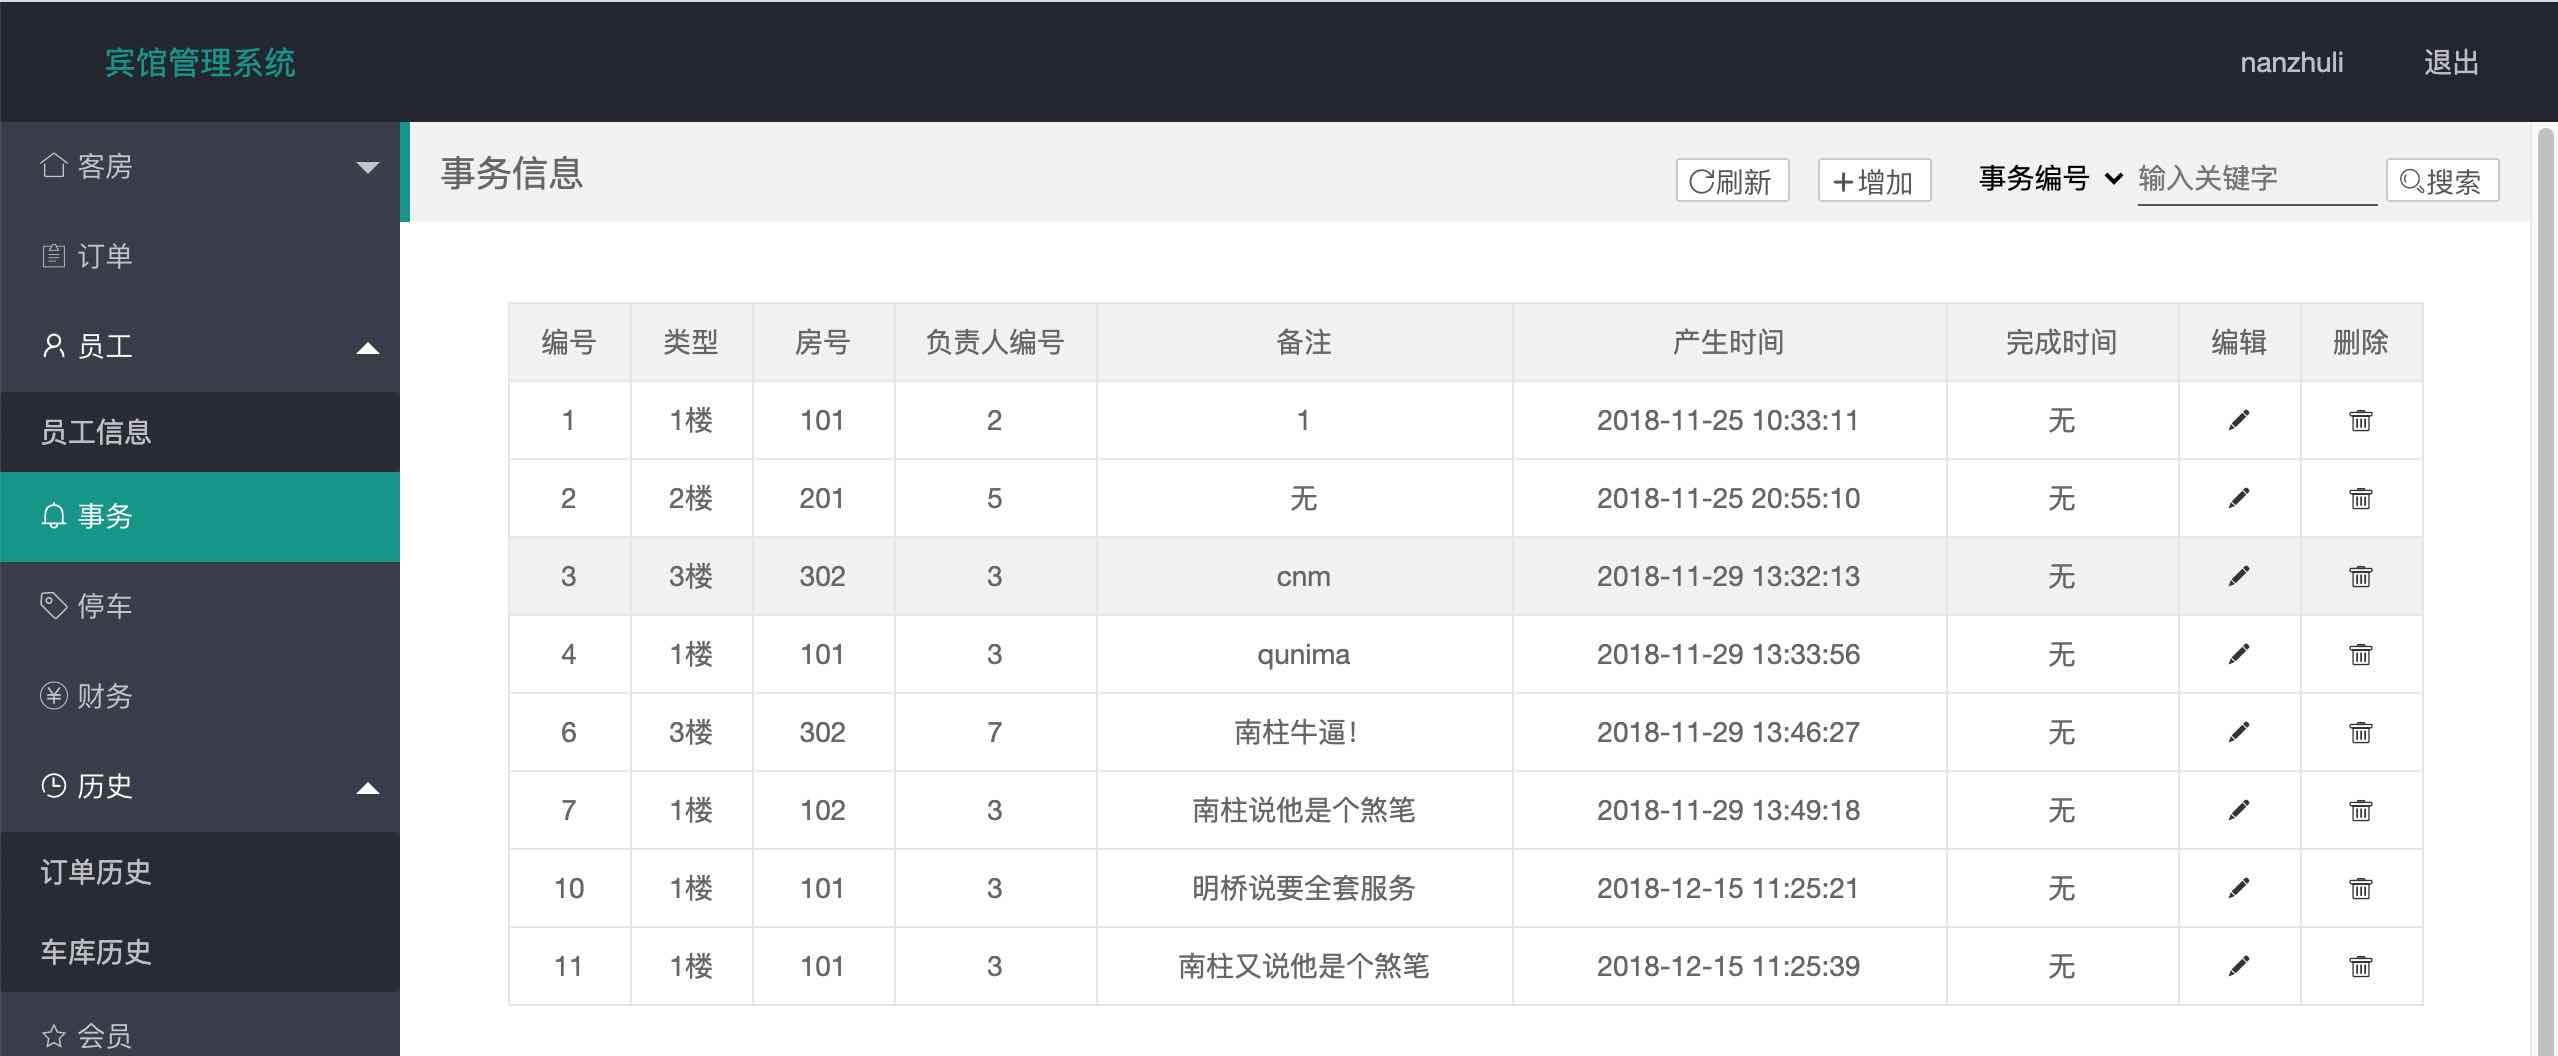 宾馆管理系统
nanzhuli 退出
客房
订单
员工
员工信息
事务
停车
财务
历史
订单历史
车库历史
会员
事务信息
刷新 +增加 事务编号 输入关键字 搜索
编号 类型 房号 负责人编号 备注 产生时间 完成时间 编辑 删除
1 1楼 101 2 1 2018-11-25 10:33:11 无
2 2楼 201 5 无 2018-11-25 20:55:10 无
3 3楼 302 3 cnm 2018-11-29 13:32:13 无
4 1楼 101 3 qunima 2018-11-29 13:33:56 无
6 3楼 302 7 南柱牛逼！ 2018-11-29 13:46:27 无
7 1楼 102 3 南柱说他是个煞笔 2018-11-29 13:49:18 无
10 1楼 101 3 明桥说要全套服务 2018-12-15 11:25:21 无
11 1楼 101 3 南柱又说他是个煞笔 2018-12-15 11:25:39 无